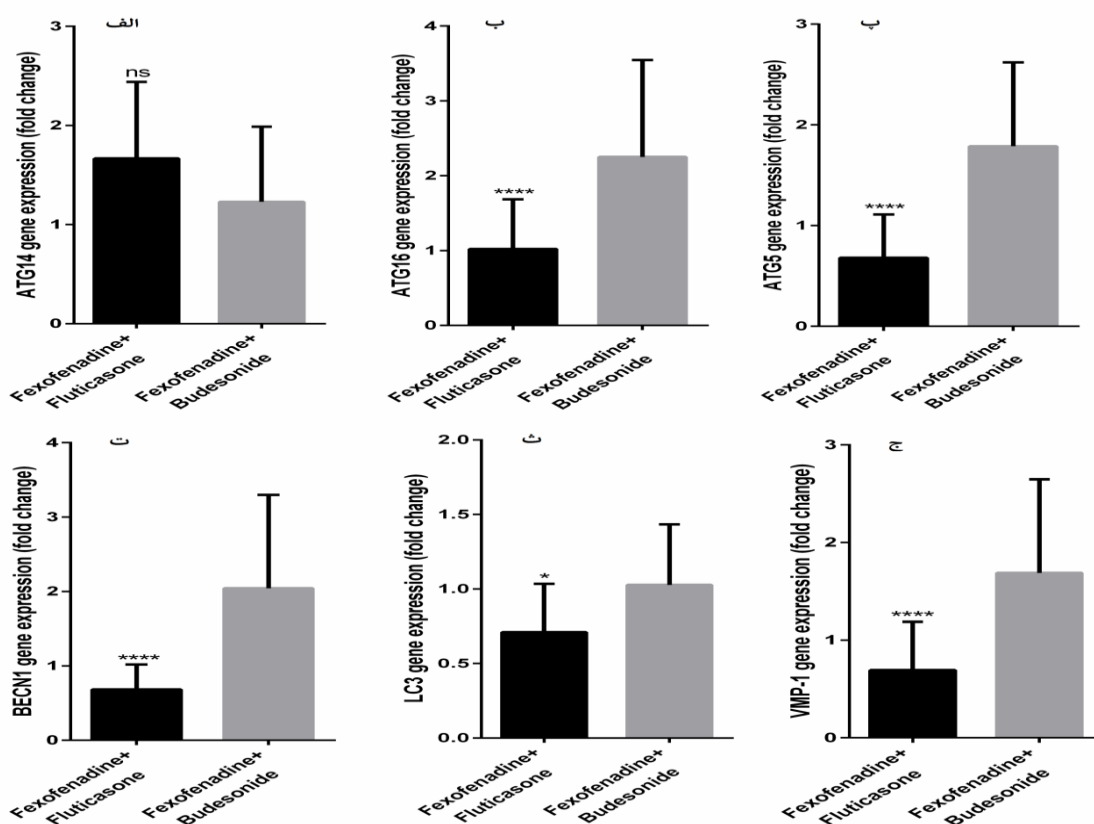 الف
ATG14 gene expression (fold change)
3
ns
2
1
0
Fexofenadine+
Fluticasone
Fexofenadine+
Budesonide
ب
ATG16 gene expression (fold change)
4
3
2
****
1
0
Fexofenadine+
Fluticasone
Fexofenadine+
Budesonide
پ
ATG5 gene expression (fold change)
3
2
****
1
0
Fexofenadine+
Fluticasone
Fexofenadine+
Budesonide
ت
BECN1 gene expression (fold change)
4
3
2
****
1
0
Fexofenadine+
Fluticasone
Fexofenadine+
Budesonide
LC3 gene expression (fold change)
2.0
1.5
*
1.0
0.5
0.0
Fexofenadine+
Fluticasone
Fexofenadine+
Budesonide
ج
VMP-1 gene expression (fold change)
3
2
****
1
0
Fexofenadine+
Fluticasone
Fexofenadine+
Budesonide